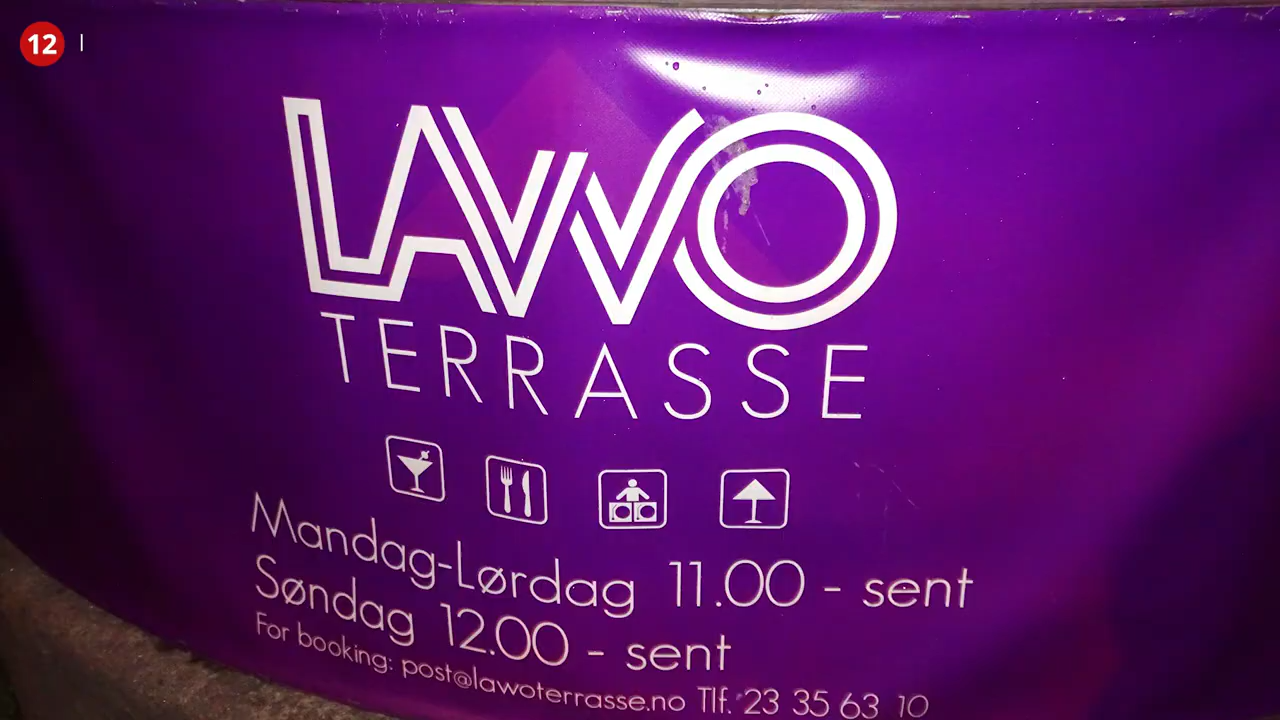 12
LAWO
TERRASSE
Mandag-Lørdag 11.00 - sent
Søndag 12.00 - sent
For booking: post@lawoterrasse.no Tlf. 23 35 63 10